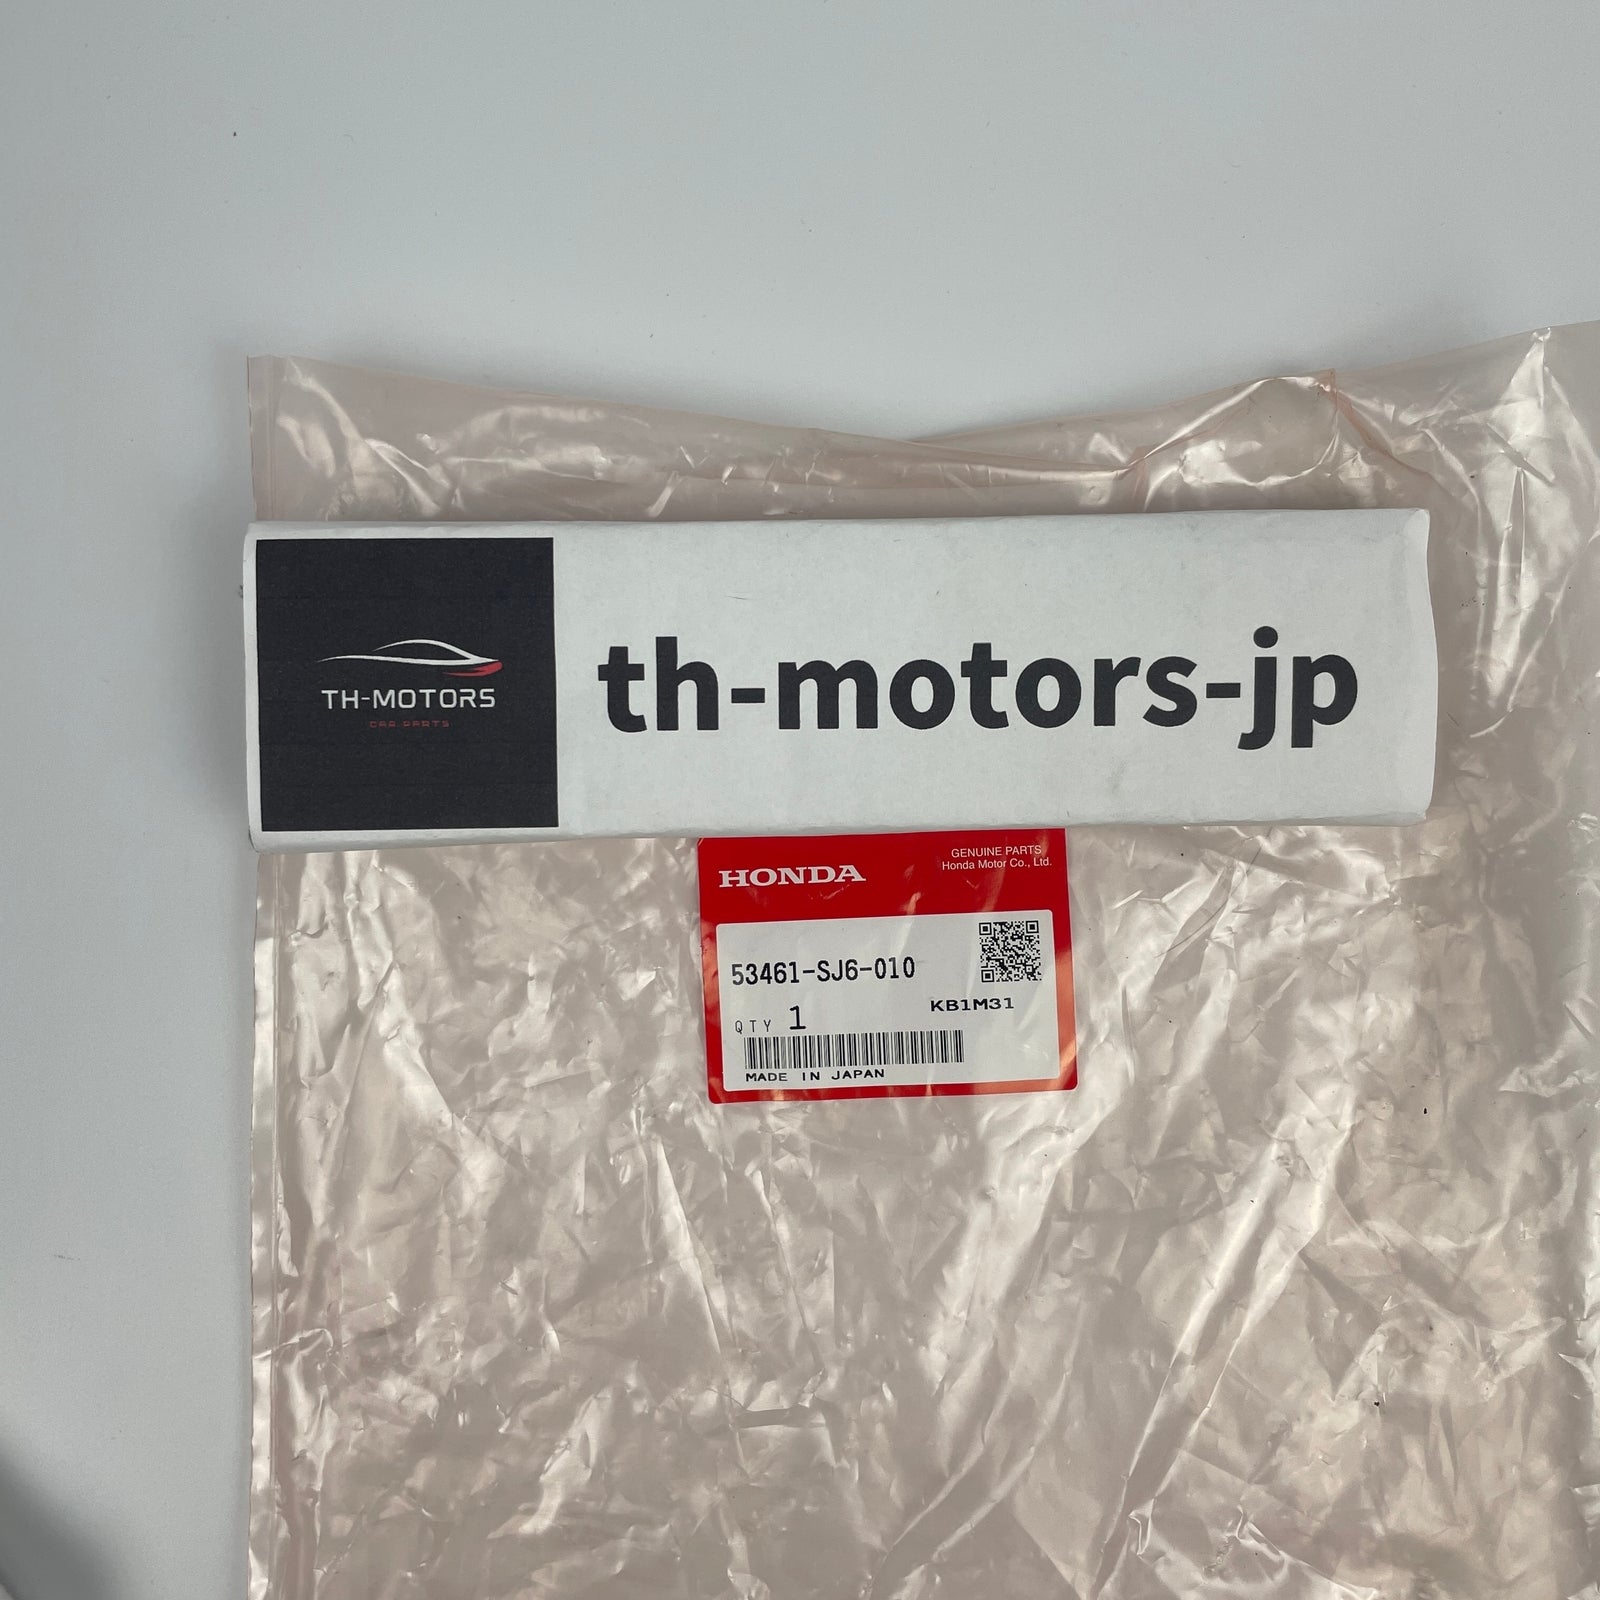 TH-MOTORS
CAR PARTS
th-motors-jp
HONDA
GENUINE PARTS
Honda Motor Co., Ltd.
53461-SJ6-010
KB1M31
QTY 1
MADE IN JAPAN